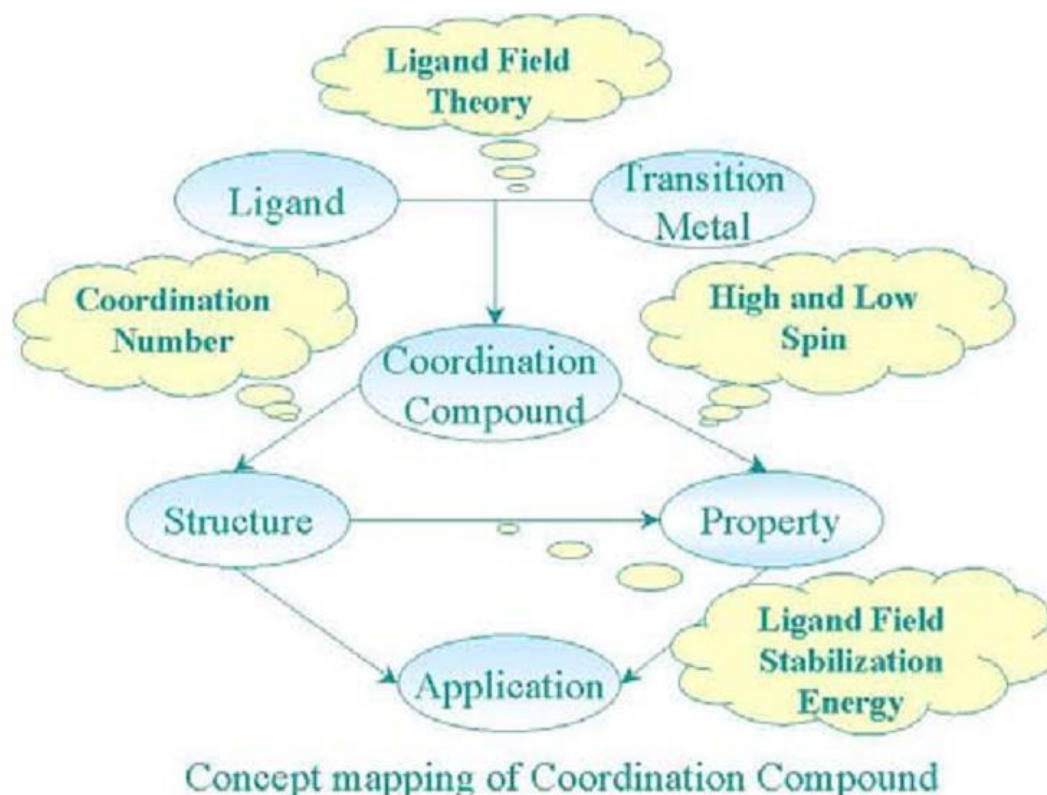 Ligand Field
Theory
Ligand
Transition
Metal
Coordination
Number
High and Low
Spin
Coordination
Compound
Structure
Property
Ligand Field
Stabilization
Energy
Application
Concept mapping of Coordination Compound